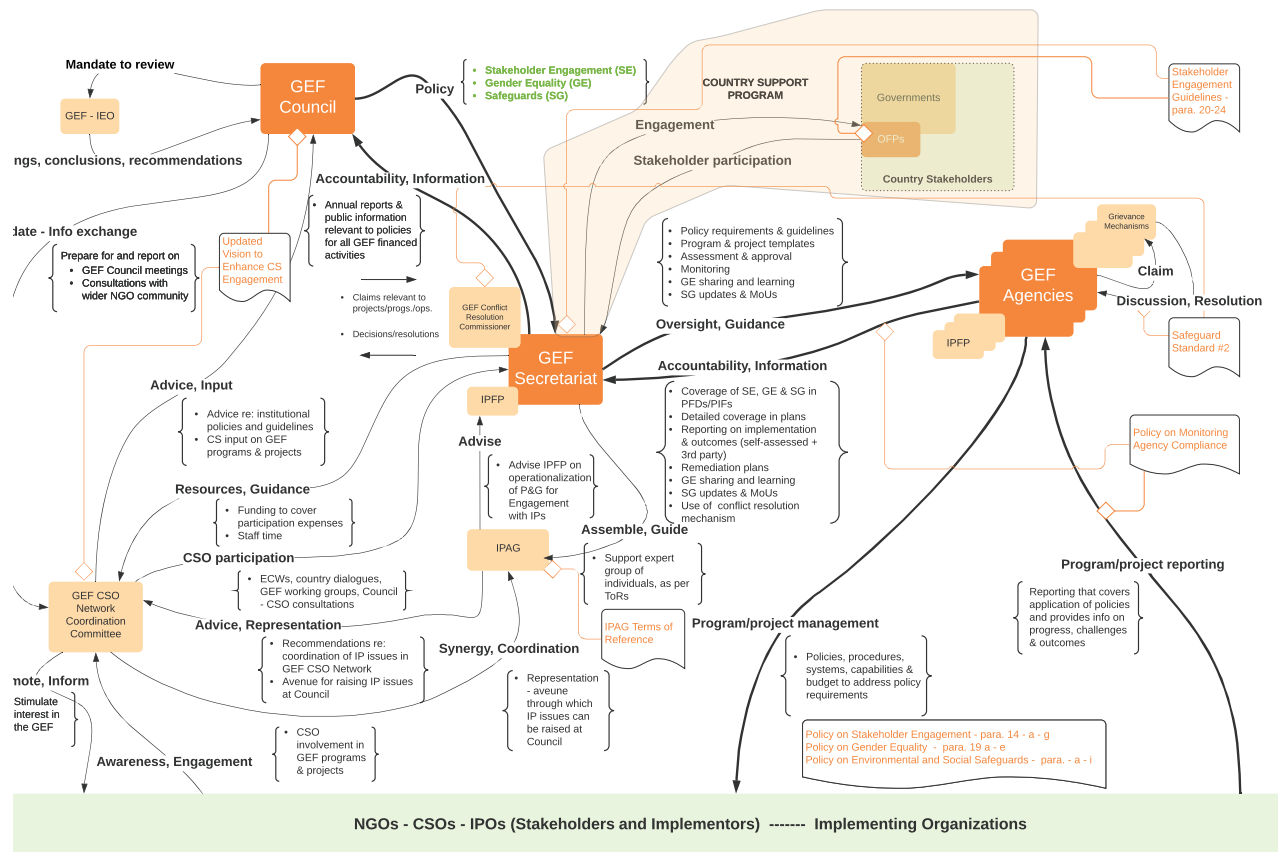 Mandate to review
GEF - IEO
GEF
Council
ngs, conclusions, recommendations
Policy
• Stakeholder Engagement (SE)
• Gender Equality (GE)
• Safeguards (SG)
COUNTRY SUPPORT
PROGRAM
Engagement
Stakeholder participation
Governments
OFPs
Country Stakeholders
Stakeholder
Engagement
Guidelines -
para. 20-24
Accountability, Information
• Annual reports &
public information
relevant to policies
for all GEF financed
activities
date - Info exchange
Prepare for and report on
• GEF Council meetings
• Consultations with
wider NGO community
Updated
Vision to
Enhance CS
Engagement
• Claims relevant to
projects/progs./ops.
• Decisions/resolutions
GEF Conflict
Resolution
Commissioner
• Policy requirements & guidelines
• Program & project templates
• Assessment & approval
• Monitoring
• GE sharing and learning
• SG updates & MoUs
Grievance
Mechanisms
GEF
Agencies
Claim
Discussion, Resolution
IPFP
Safeguard
Standard #2
Oversight, Guidance
GEF
Secretariat
IPFP
Accountability, Information
• Coverage of SE, GE & SG in
PFDs/PIFs
• Detailed coverage in plans
• Reporting on implementation
& outcomes (self-assessed +
3rd party)
• Remediation plans
• GE sharing and learning
• SG updates & MoUs
• Use of conflict resolution
mechanism
Policy on Monitoring
Agency Compliance
Advice, Input
• Advice re: institutional
policies and guidelines
• CS input on GEF
programs & projects
Advise
• Advise IPFP on
operationalization
of P&G for
Engagement
with IPs
Resources, Guidance
• Funding to cover
participation expenses
• Staff time
Assemble, Guide
• Support expert
group of
individuals, as per
ToRs
IPAG
CSO participation
• ECWs, country dialogues,
GEF working groups, Council
- CSO consultations
GEF CSO
Network
Coordination
Committee
Advice, Representation
• Recommendations re:
coordination of IP issues in
GEF CSO Network
• Avenue for raising IP issues
at Council
IPAG Terms of
Reference
Synergy, Coordination
• Representation
- aveune
through which
IP issues can
be raised at
Council
Program/project reporting
Reporting that covers
application of policies
and provides info on
progress, challenges
& outcomes
Program/project management
• Policies, procedures,
systems, capabilities &
budget to address policy
requirements
mote, Inform
Stimulate
interest in
the GEF
• CSO
involvement in
GEF programs
& projects
Awareness, Engagement
Policy on Stakeholder Engagement - para. 14 - a - g
Policy on Gender Equality - para. 19 a - e
Policy on Environmental and Social Safeguards - para. - a - i
NGOs - CSOs - IPOs (Stakeholders and Implementors) ------- Implementing Organizations